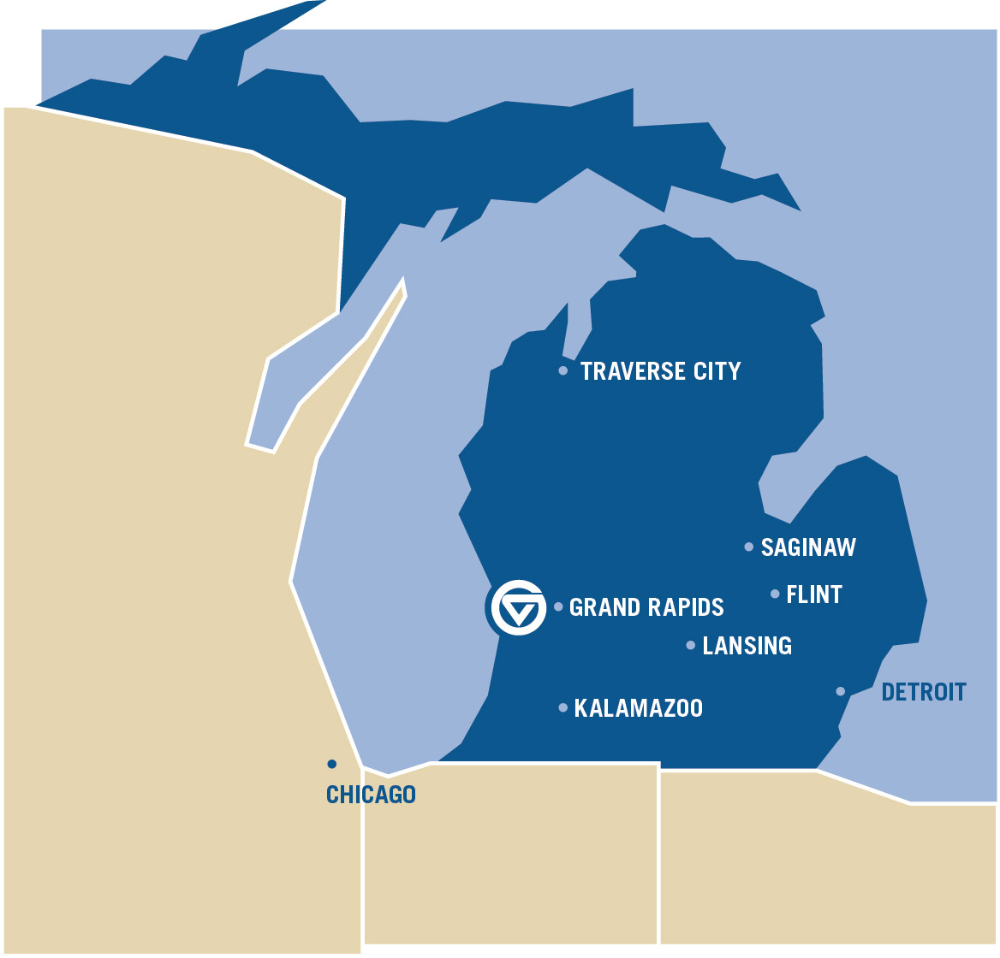 TRAVERSE CITY
SAGINAW
FLINT
GRAND RAPIDS
LANSING
DETROIT
KALAMAZOO
CHICAGO